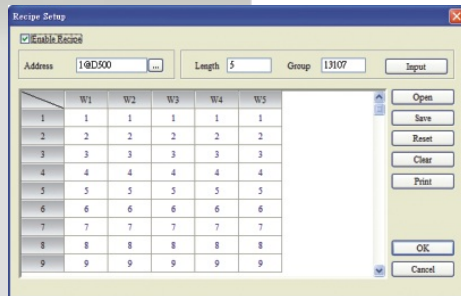 Recipe Setup
Enable Recipe
Address 1@D500 ... Length 5 Group 13107 Input
W1 W2 W3 W4 W5 Open
1 1 1 1 1 1 Save
2 2 2 2 2 2 Reset
3 3 3 3 3 3 Clear
4 4 4 4 4 4 Print
5 5 5 5 5 5
6 6 6 6 6 6
7 7 7 7 7 7
8 8 8 8 8 8 OK
9 9 9 9 9 9 Cancel